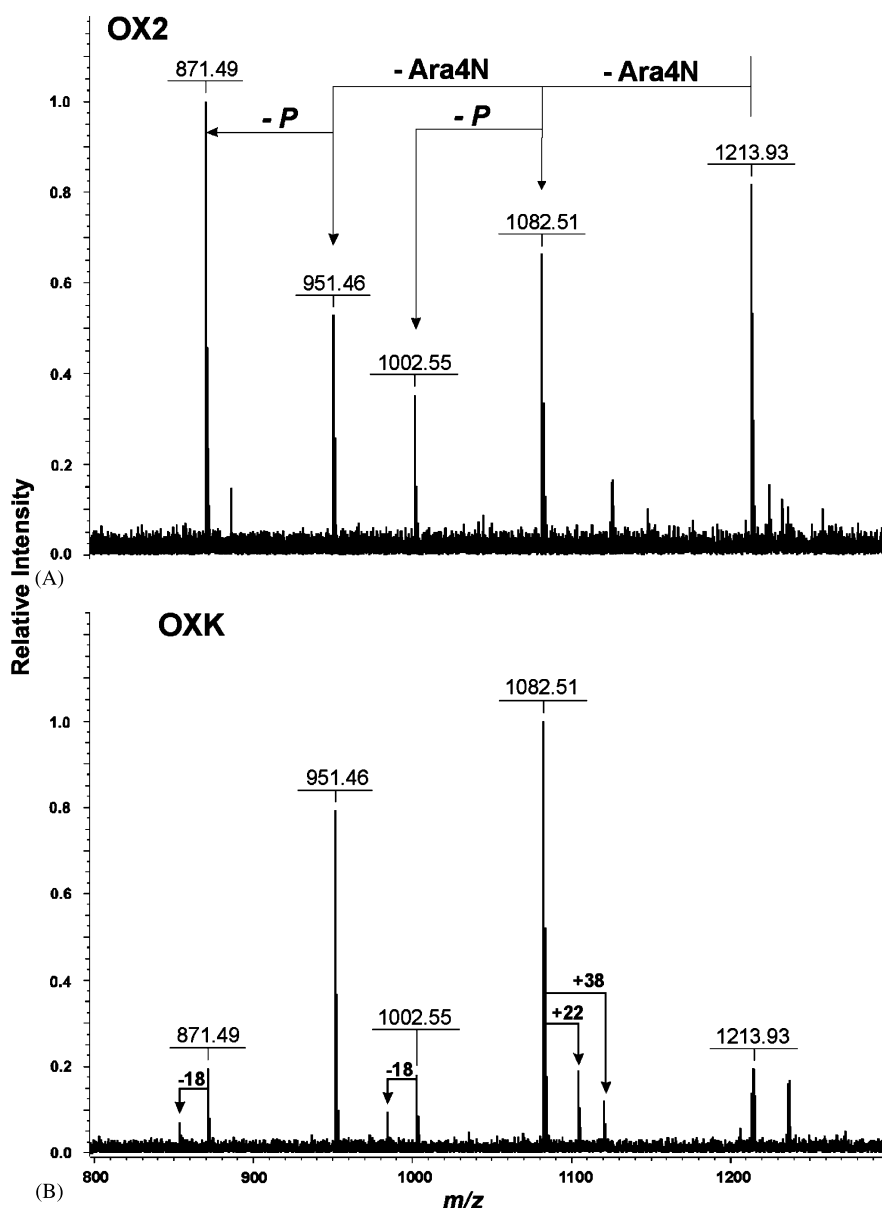 OX2
871.49
- Ara4N
- Ara4N
- P
- P
1213.93
1082.51
951.46
1002.55
1.0
0.8
0.6
0.4
0.2
0.0
(A)
Relative Intensity
OXK
1082.51
951.46
+38
+22
1002.55
871.49
1213.93
-18
-18
1.0
0.8
0.6
0.4
0.2
0.0
800 900 1000 1100 1200
(B)
m/z